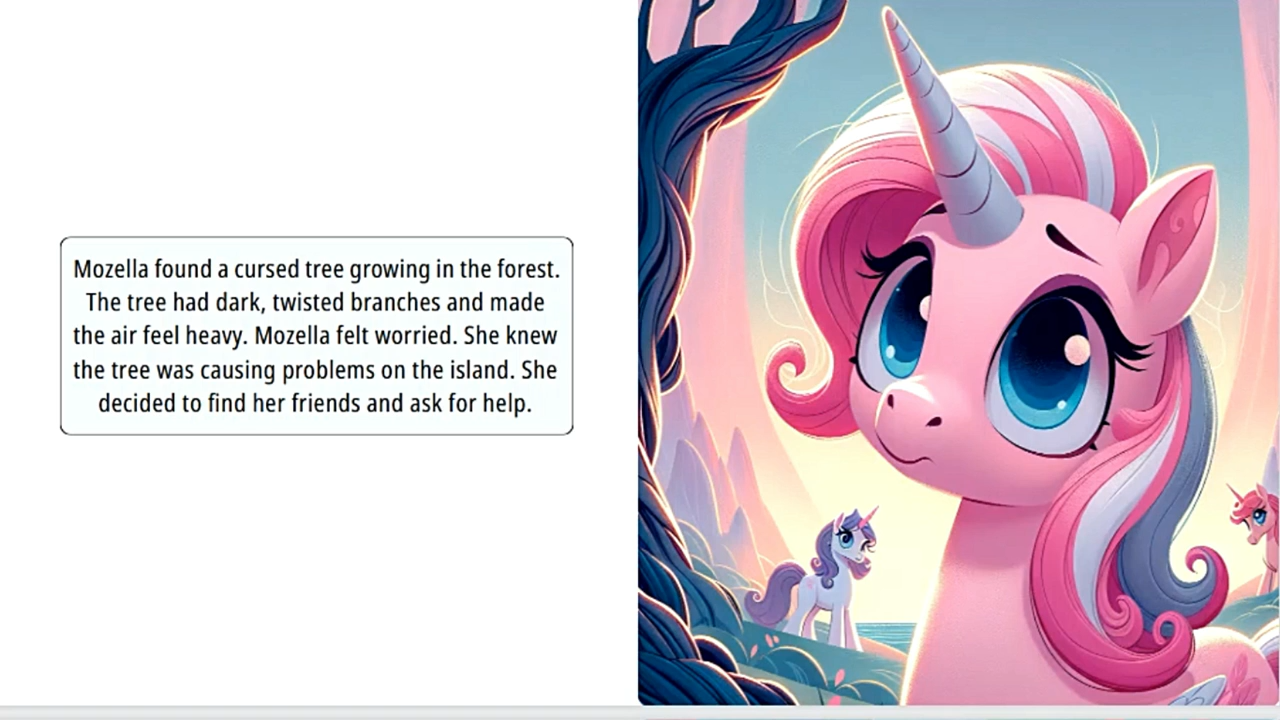 Mozella found a cursed tree growing in the forest.
The tree had dark, twisted branches and made
the air feel heavy. Mozella felt worried. She knew
the tree was causing problems on the island. She
decided to find her friends and ask for help.